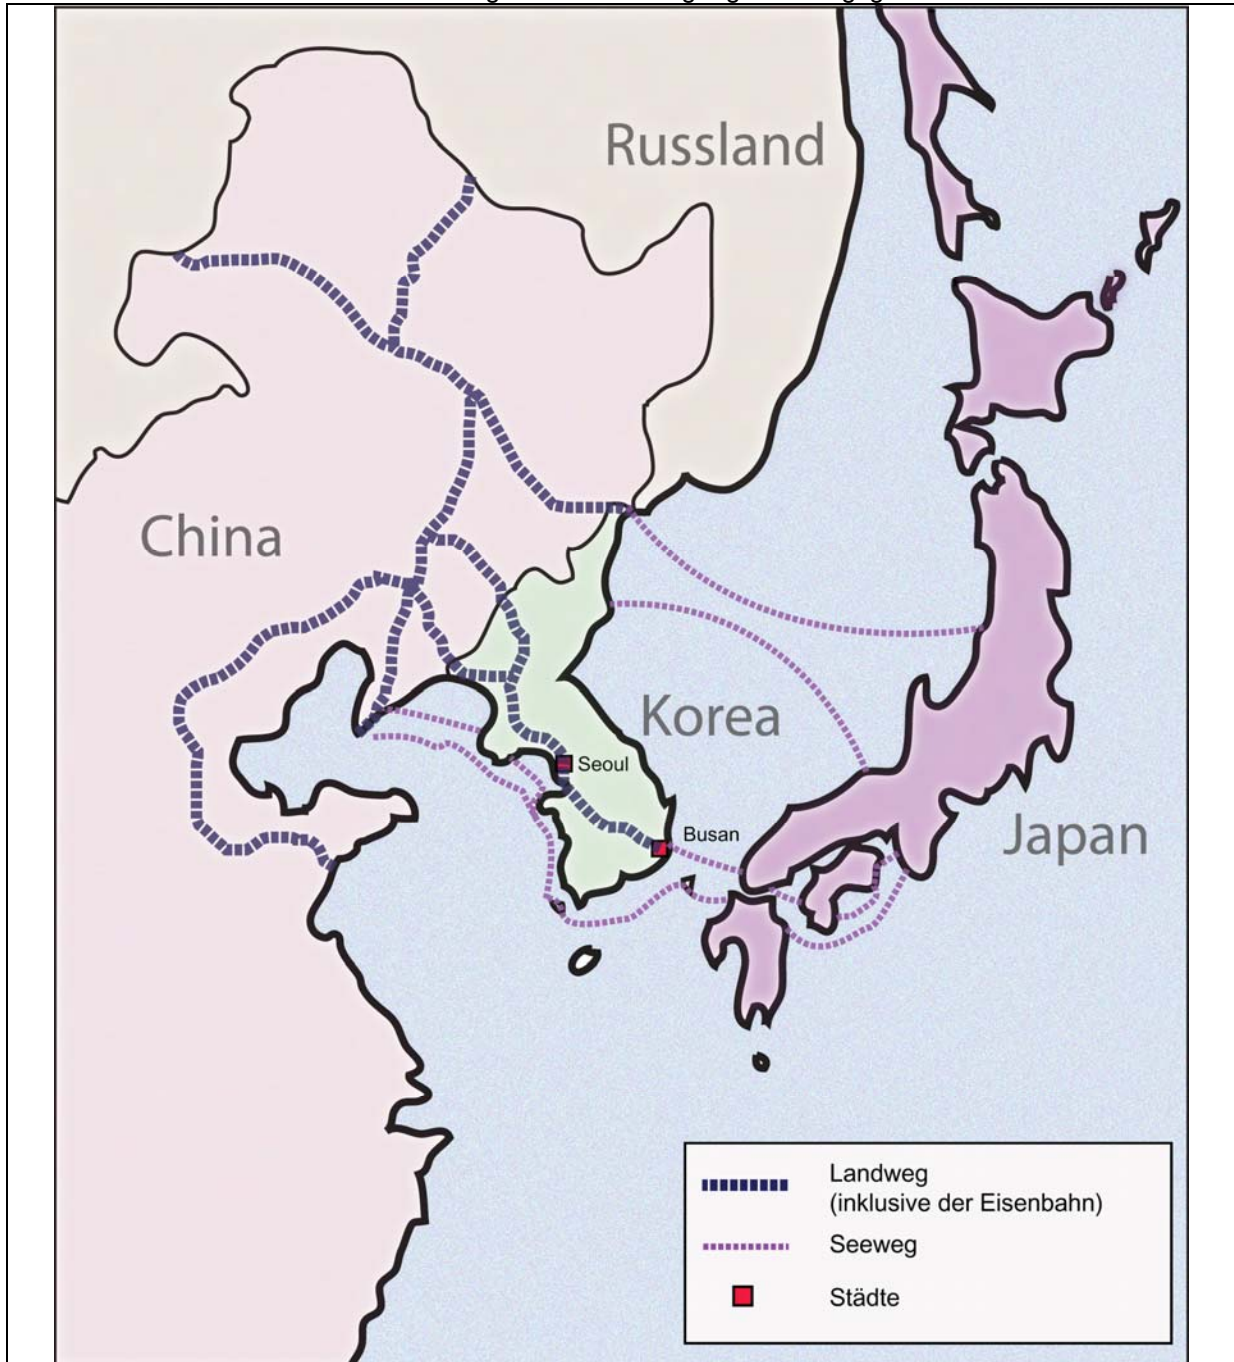 Russland
China
Korea
Seoul
Busan
Japan
Landweg
(inklusive der Eisenbahn)
Seeweg
Städte